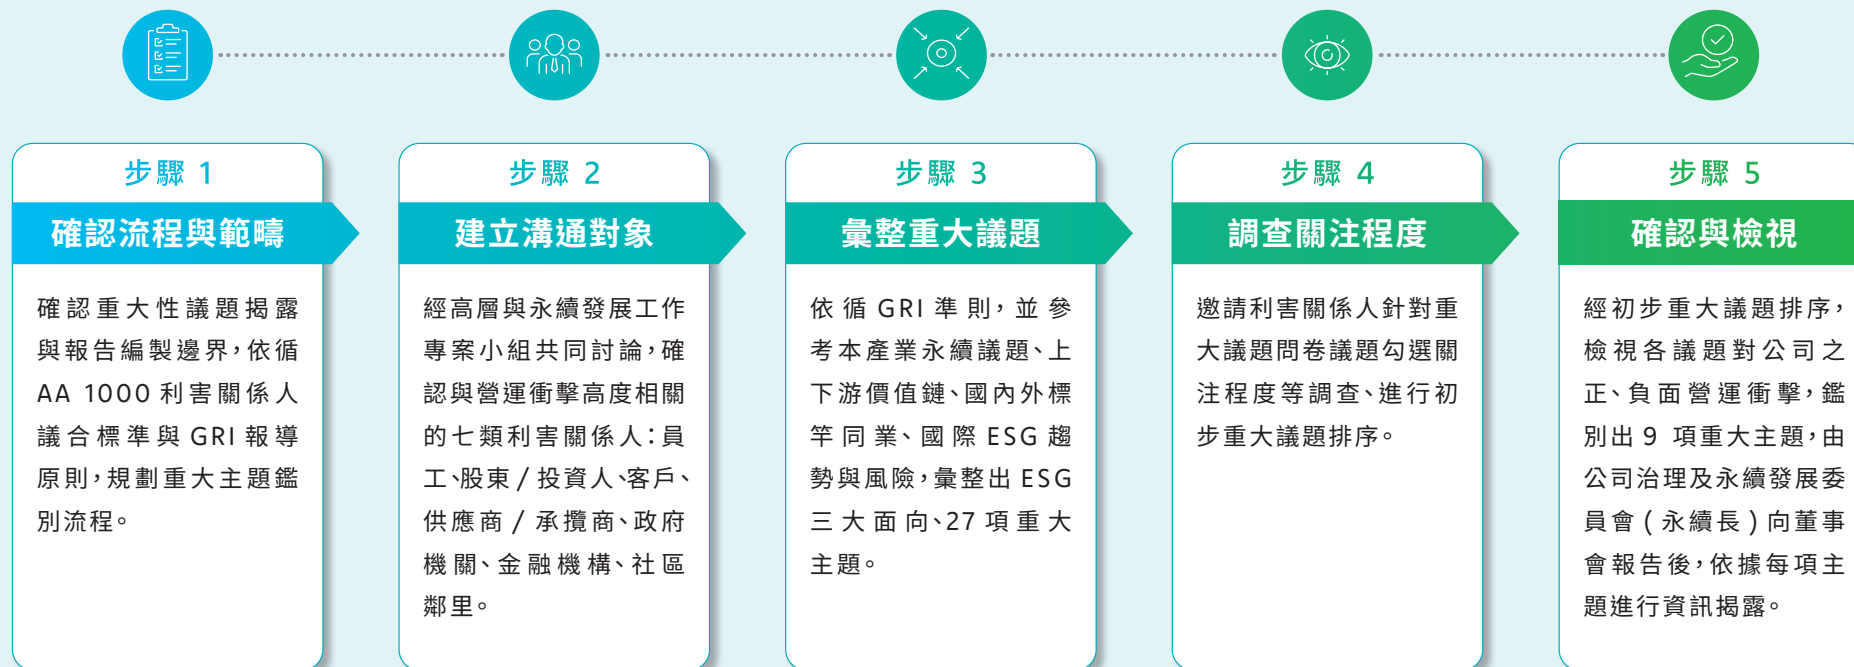 步驟 1
確認流程與範疇
確認重大性議題揭露
與報告編製邊界，依循
AA 1000 利害關係人
議合標準與 GRI 報導
原則，規劃重大主題鑑
別流程。
步驟 2
建立溝通對象
經高層與永續發展工作
專案小組共同討論，確
認與營運衝擊高度相關
的七類利害關係人：員
工、股東 / 投資人、客戶、
供應商 / 承攬商、政府
機關、金融機構、社區
鄰里。
步驟 3
彙整重大議題
依循 GRI 準則，並參
考本產業永續議題、上
下游價值鏈、國內外標
竿同業、國際 ESG 趨
勢與風險，彙整出 ESG
三大面向、27 項重大
主題。
步驟 4
調查關注程度
邀請利害關係人針對重
大議題問卷議題勾選關
注程度等調查、進行初
步重大議題排序。
步驟 5
確認與檢視
經初步重大議題排序，
檢視各議題對公司之
正、負面營運衝擊，鑑
別出 9 項重大主題，由
公司治理及永續發展委
員會 ( 永續長 ) 向董事
會報告後，依據每項主
題進行資訊揭露。